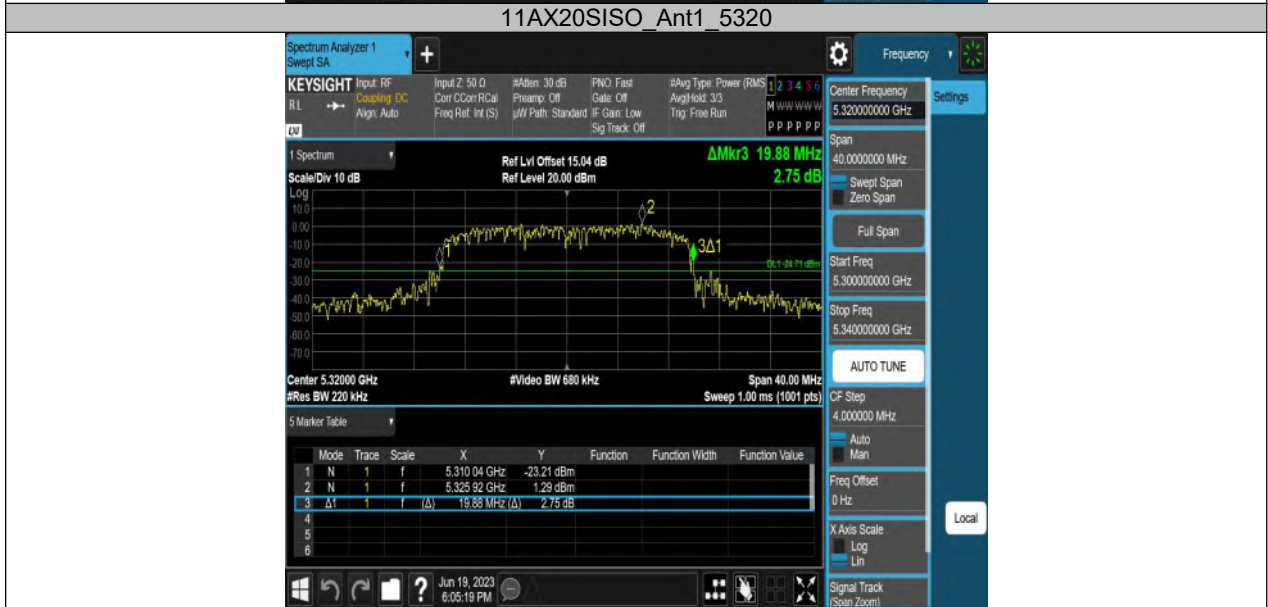 11AX20SISO_Ant1_5320
Spectrum Analyzer 1
Swept SA
+
Frequency
KEYSIGHT
RL
LXI
Input: RF
Coupling: DC
Align: Auto
Input Z: 50 Ω
Corr CCorr RCal
Freq Ref: Int (S)
#Atten: 30 dB
Preamp: Off
µW Path: Standard
PNO: Fast
Gate: Off
IF Gain: Low
Sig Track: Off
#Avg Type: Power (RMS
Avg|Hold: 3/3
Trig: Free Run
1 2 3 4 5 6
M W W W W W
P P P P P P
Center Frequency
5.320000000 GHz
Settings
Span
40.0000000 MHz
Swept Span
Zero Span
Full Span
Start Freq
5.300000000 GHz
Stop Freq
5.340000000 GHz
AUTO TUNE
CF Step
4.000000 MHz
Auto
Man
Freq Offset
0 Hz
X Axis Scale
Log
Lin
Signal Track
(Span Zoom)
Local
1 Spectrum
Scale/Div 10 dB
Ref Lvl Offset 15.04 dB
Ref Level 20.00 dBm
ΔMkr3 19.88 MHz
2.75 dB
Log
10.0
0.00
-10.0
-20.0
-30.0
-40.0
-50.0
-60.0
-70.0
1
2
3Δ1
DL1 -24.71 dBm
Center 5.32000 GHz
#Video BW 680 kHz
Span 40.00 MHz
#Res BW 220 kHz
Sweep 1.00 ms (1001 pts)
5 Marker Table
Mode Trace Scale X Y Function Function Width Function Value
1 N 1 f 5.310 04 GHz -23.21 dBm
2 N 1 f 5.325 92 GHz 1.29 dBm
3 Δ1 1 f (Δ) 19.88 MHz (Δ) 2.75 dB
4
5
6
?
Jun 19, 2023
6:05:19 PM